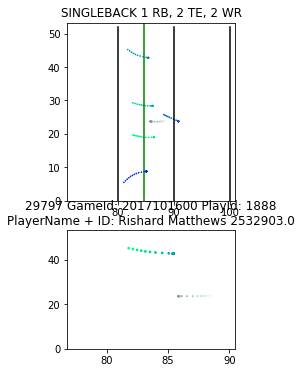 SINGLEBACK 1 RB, 2 TE, 2 WR
50
40
30
20
10
0
80 90 100
29797 GameId: 2017101600 PlayId: 1888
PlayerName + ID: Rishard Matthews 2532903.0
40
20
0
80 85 90